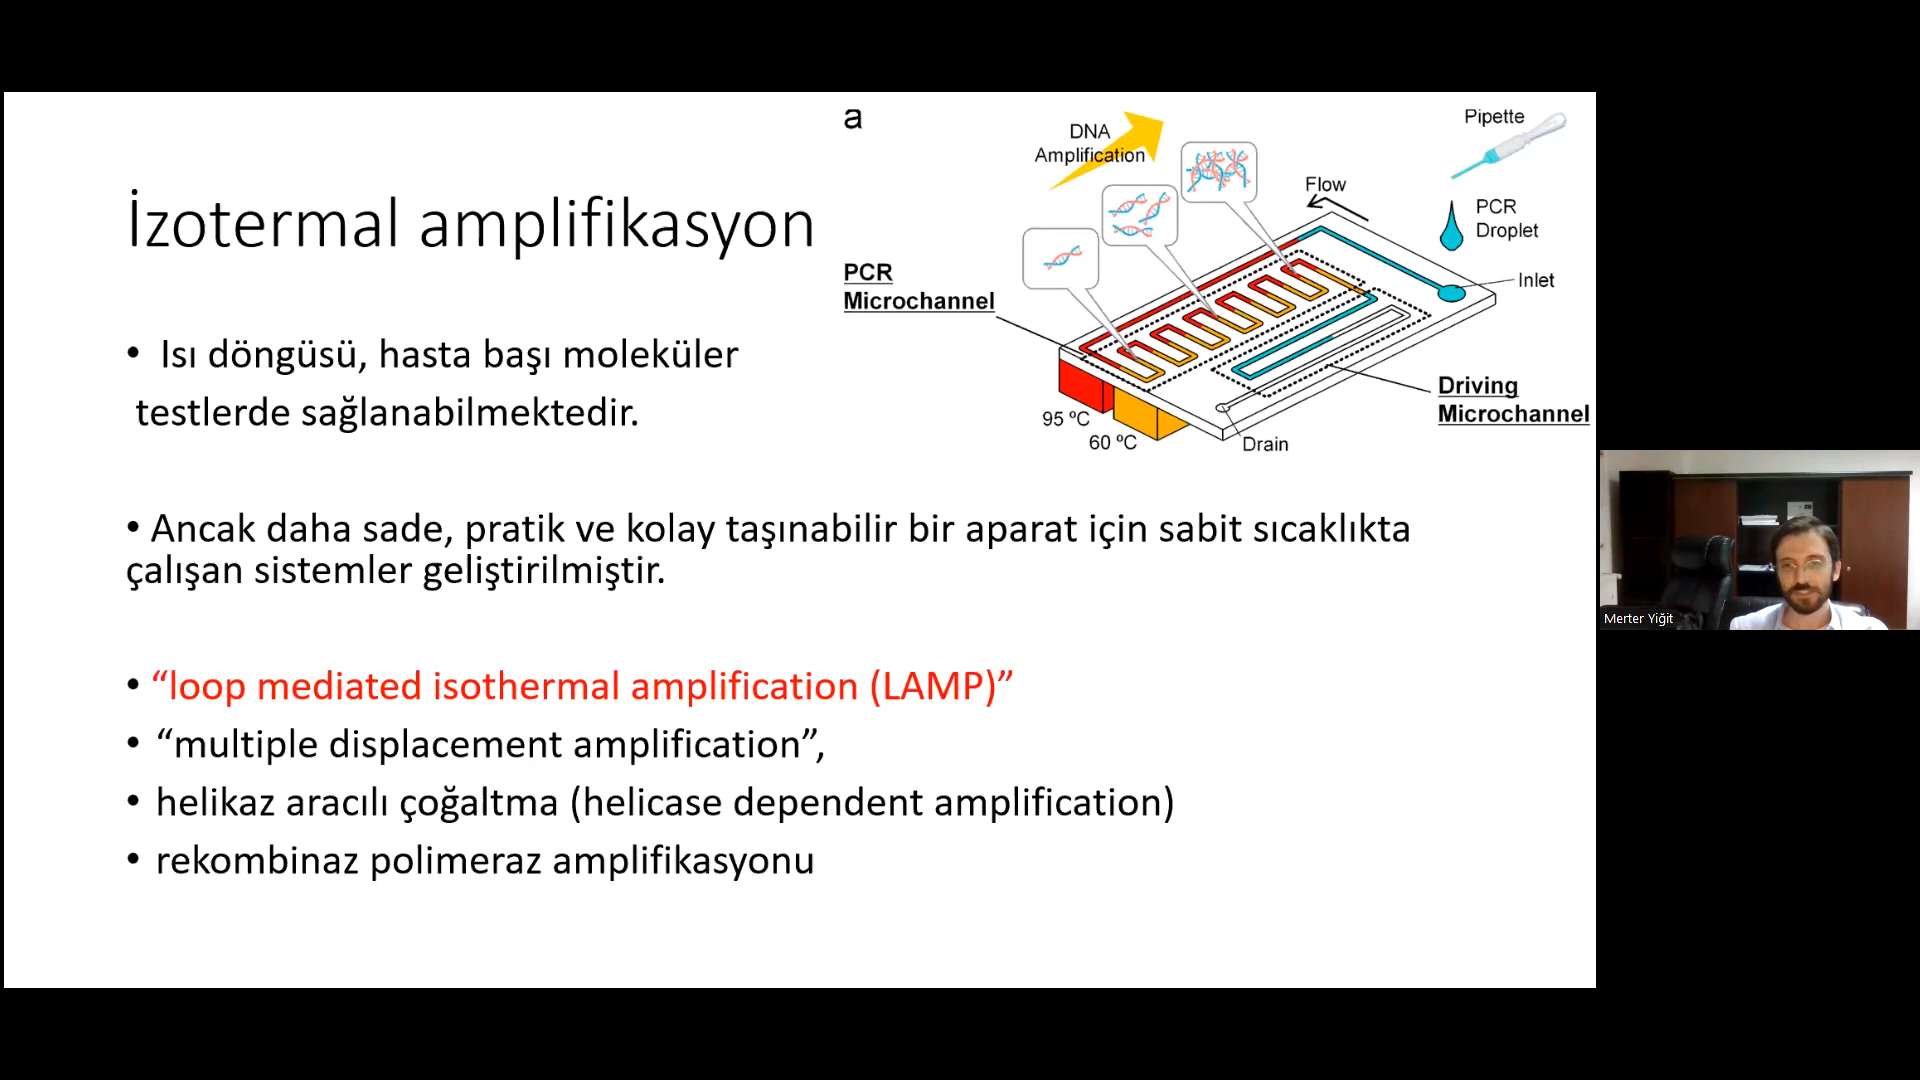 İzotermal amplifikasyon
• Isı döngüsü, hasta başı moleküler
testlerde sağlanabilmektedir.
• Ancak daha sade, pratik ve kolay taşınabilir bir aparat için sabit sıcaklıkta
çalışan sistemler geliştirilmiştir.
• “loop mediated isothermal amplification (LAMP)”
• “multiple displacement amplification”,
• helikaz aracılı çoğaltma (helicase dependent amplification)
• rekombinaz polimeraz amplifikasyonu
a
DNA
Amplification
Pipette
Flow
PCR
Droplet
Inlet
PCR
Microchannel
Driving
Microchannel
95 ºC
60 ºC
Drain
Merter Yiğit